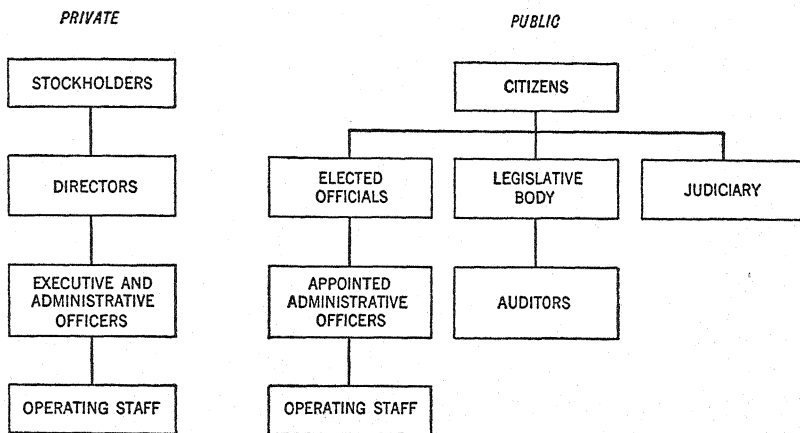 PRIVATE
STOCKHOLDERS
DIRECTORS
EXECUTIVE AND
ADMINISTRATIVE
OFFICERS
OPERATING STAFF
PUBLIC
CITIZENS
ELECTED
OFFICIALS
LEGISLATIVE
BODY
JUDICIARY
APPOINTED
ADMINISTRATIVE
OFFICERS
AUDITORS
OPERATING STAFF